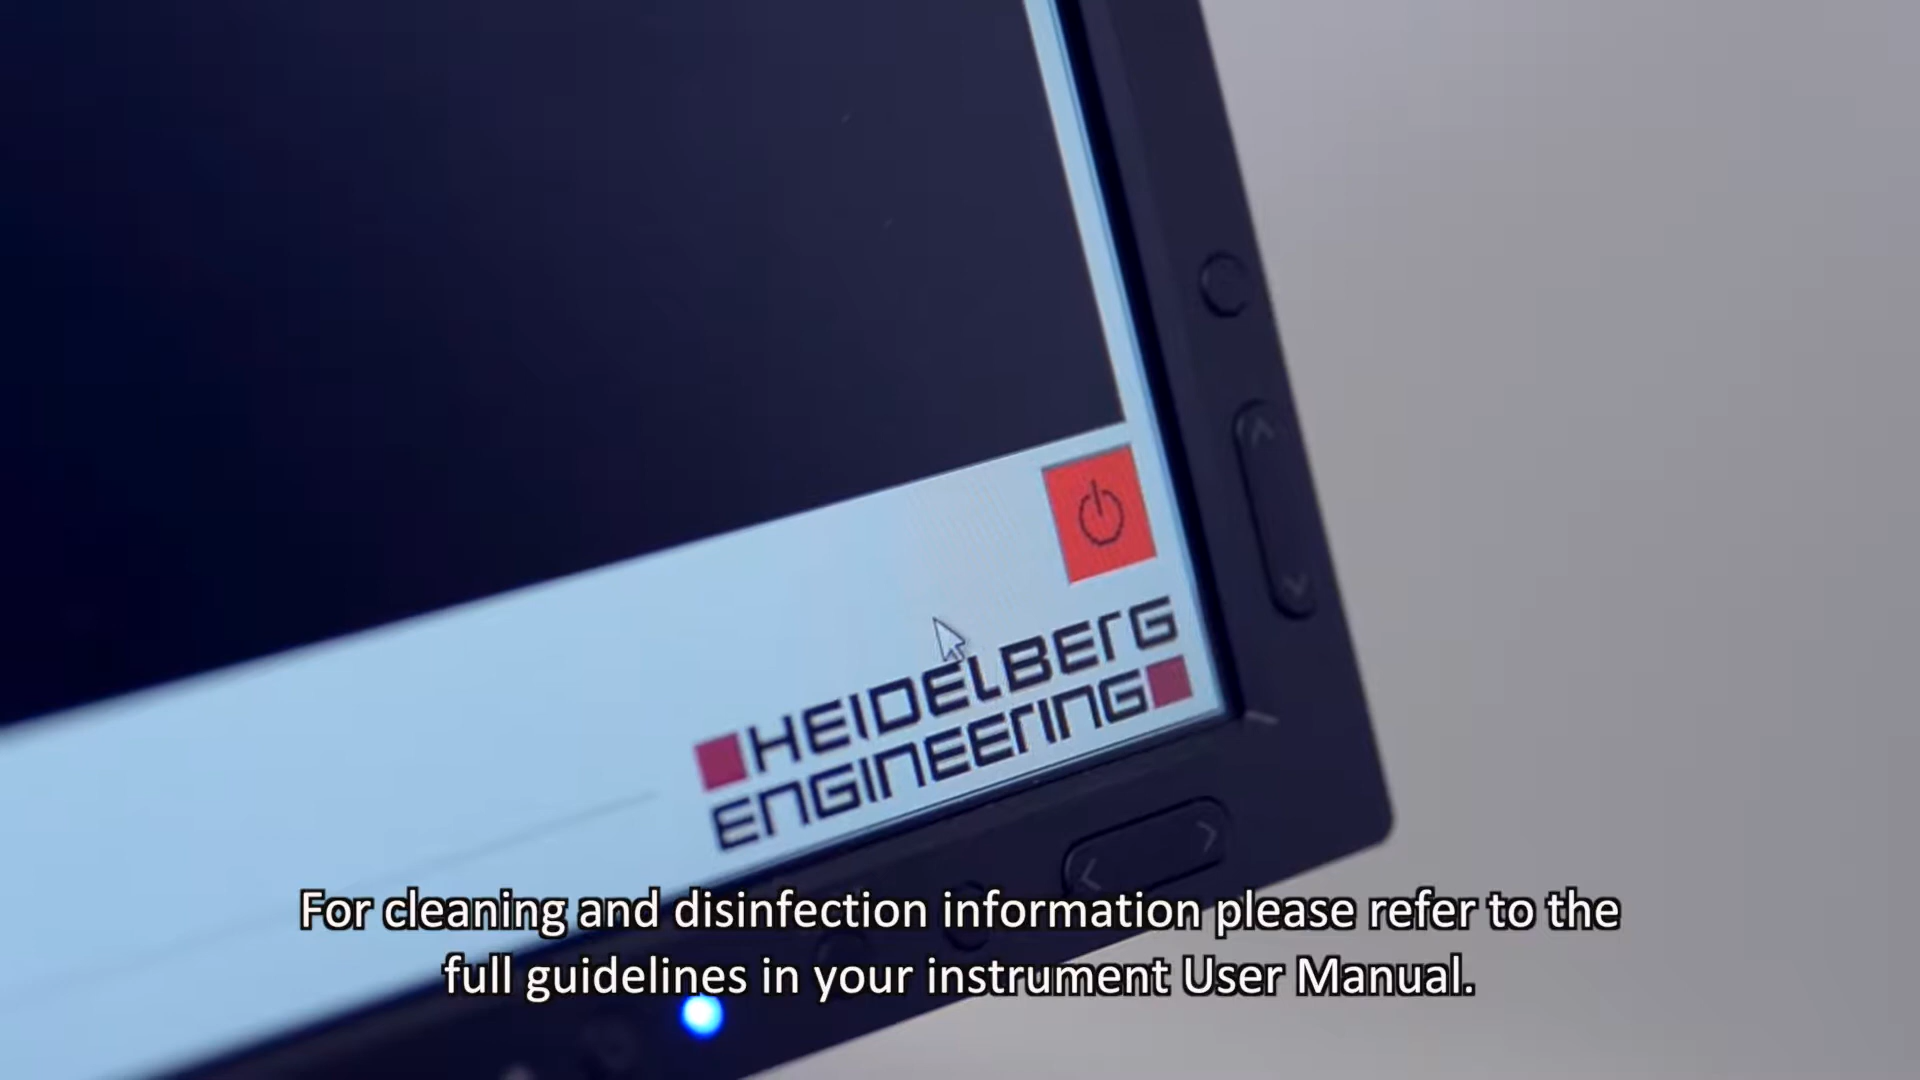 HEIDELBERG
ENGINEERING
For cleaning and disinfection information please refer to the
full guidelines in your instrument User Manual.